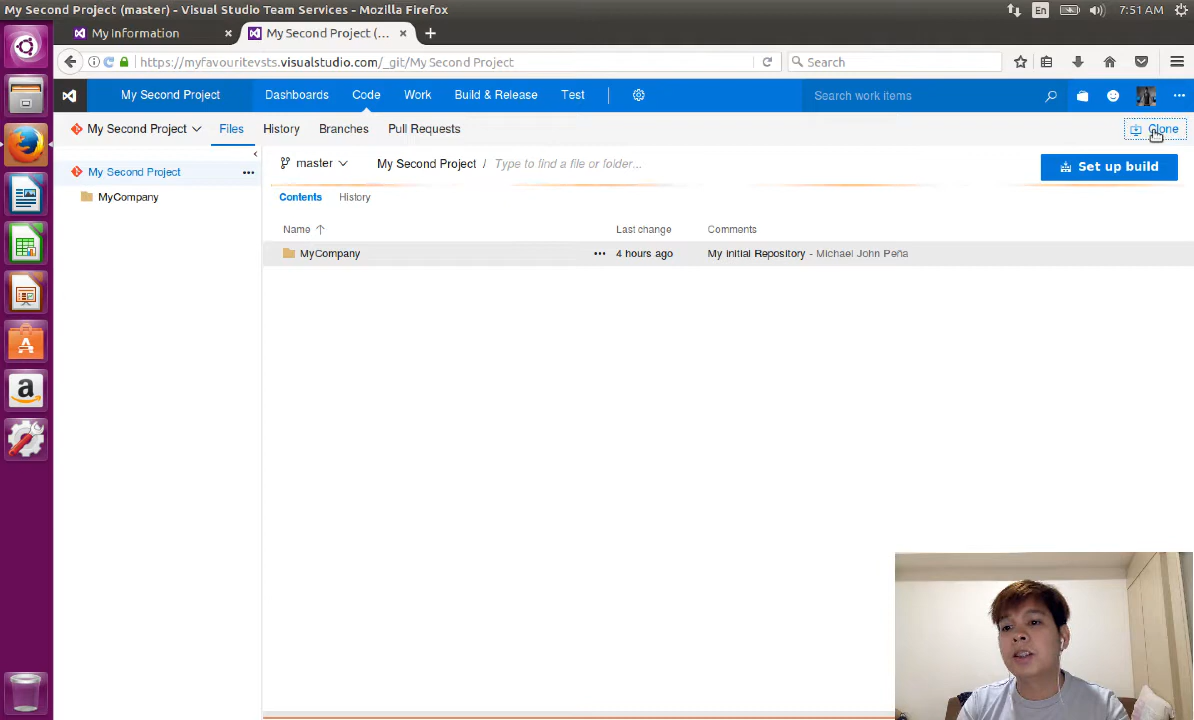 My Second Project (master) - Visual Studio Team Services - Mozilla Firefox
En
7:51 AM
My Information ×
My Second Project (... × +
https://myfavouritevsts.visualstudio.com/_git/My Second Project
Search
My Second Project
Dashboards Code Work Build & Release Test
Search work items
My Second Project
Files History Branches Pull Requests
Clone
My Second Project
MyCompany
master
My Second Project / Type to find a file or folder...
Set up build
Contents History
Name Last change Comments
MyCompany 4 hours ago My Initial Repository - Michael John Peña